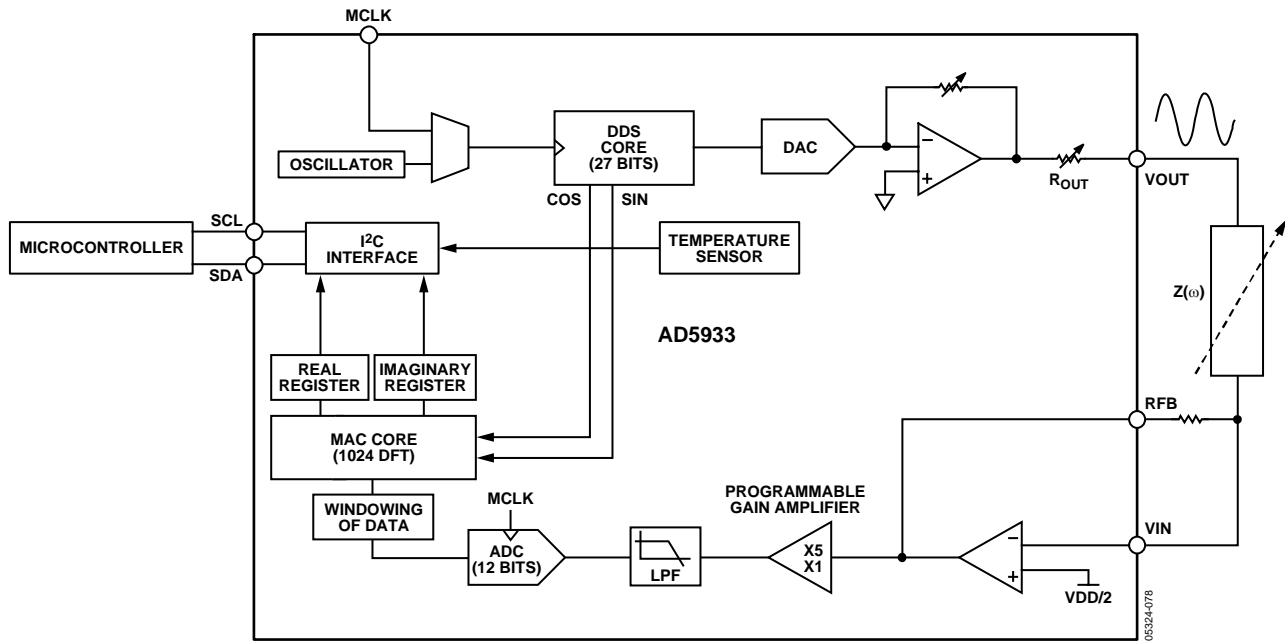 MCLK
OSCILLATOR
DDS
CORE
(27 BITS)
DAC
−
+
R_OUT
VOUT
COS
SIN
SCL
MICROCONTROLLER
SDA
I²C
INTERFACE
TEMPERATURE
SENSOR
Z(ω)
AD5933
REAL
REGISTER
IMAGINARY
REGISTER
RFB
MAC CORE
(1024 DFT)
WINDOWING
OF DATA
MCLK
ADC
(12 BITS)
LPF
PROGRAMMABLE
GAIN AMPLIFIER
X5
X1
−
+
VIN
VDD/2
05324-078